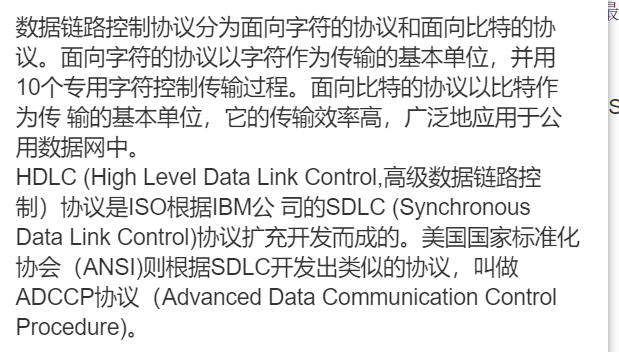 数据链路控制协议分为面向字符的协议和面向比特的协
议。面向字符的协议以字符作为传输的基本单位，并用
10个专用字符控制传输过程。面向比特的协议以比特作
为传 输的基本单位，它的传输效率高，广泛地应用于公
用数据网中。
HDLC (High Level Data Link Control,高级数据链路控
制）协议是ISO根据IBM公 司的SDLC (Synchronous
Data Link Control)协议扩充开发而成的。美国国家标准化
协会（ANSI)则根据SDLC开发出类似的协议，叫做
ADCCP协议（Advanced Data Communication Control
Procedure)。